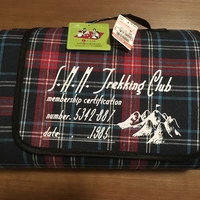 S.M.M. Trekking Club
membership certification
number. 5342-887
date . 1985.